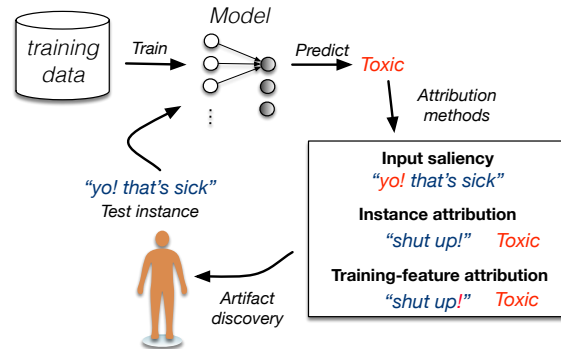 Model
training
data
Train
Predict
Toxic
Attribution
methods
⋮
"yo! that's sick"
Test instance
Input saliency
"yo! that's sick"
Instance attribution
"shut up!" Toxic
Training-feature attribution
"shut up!" Toxic
Artifact
discovery